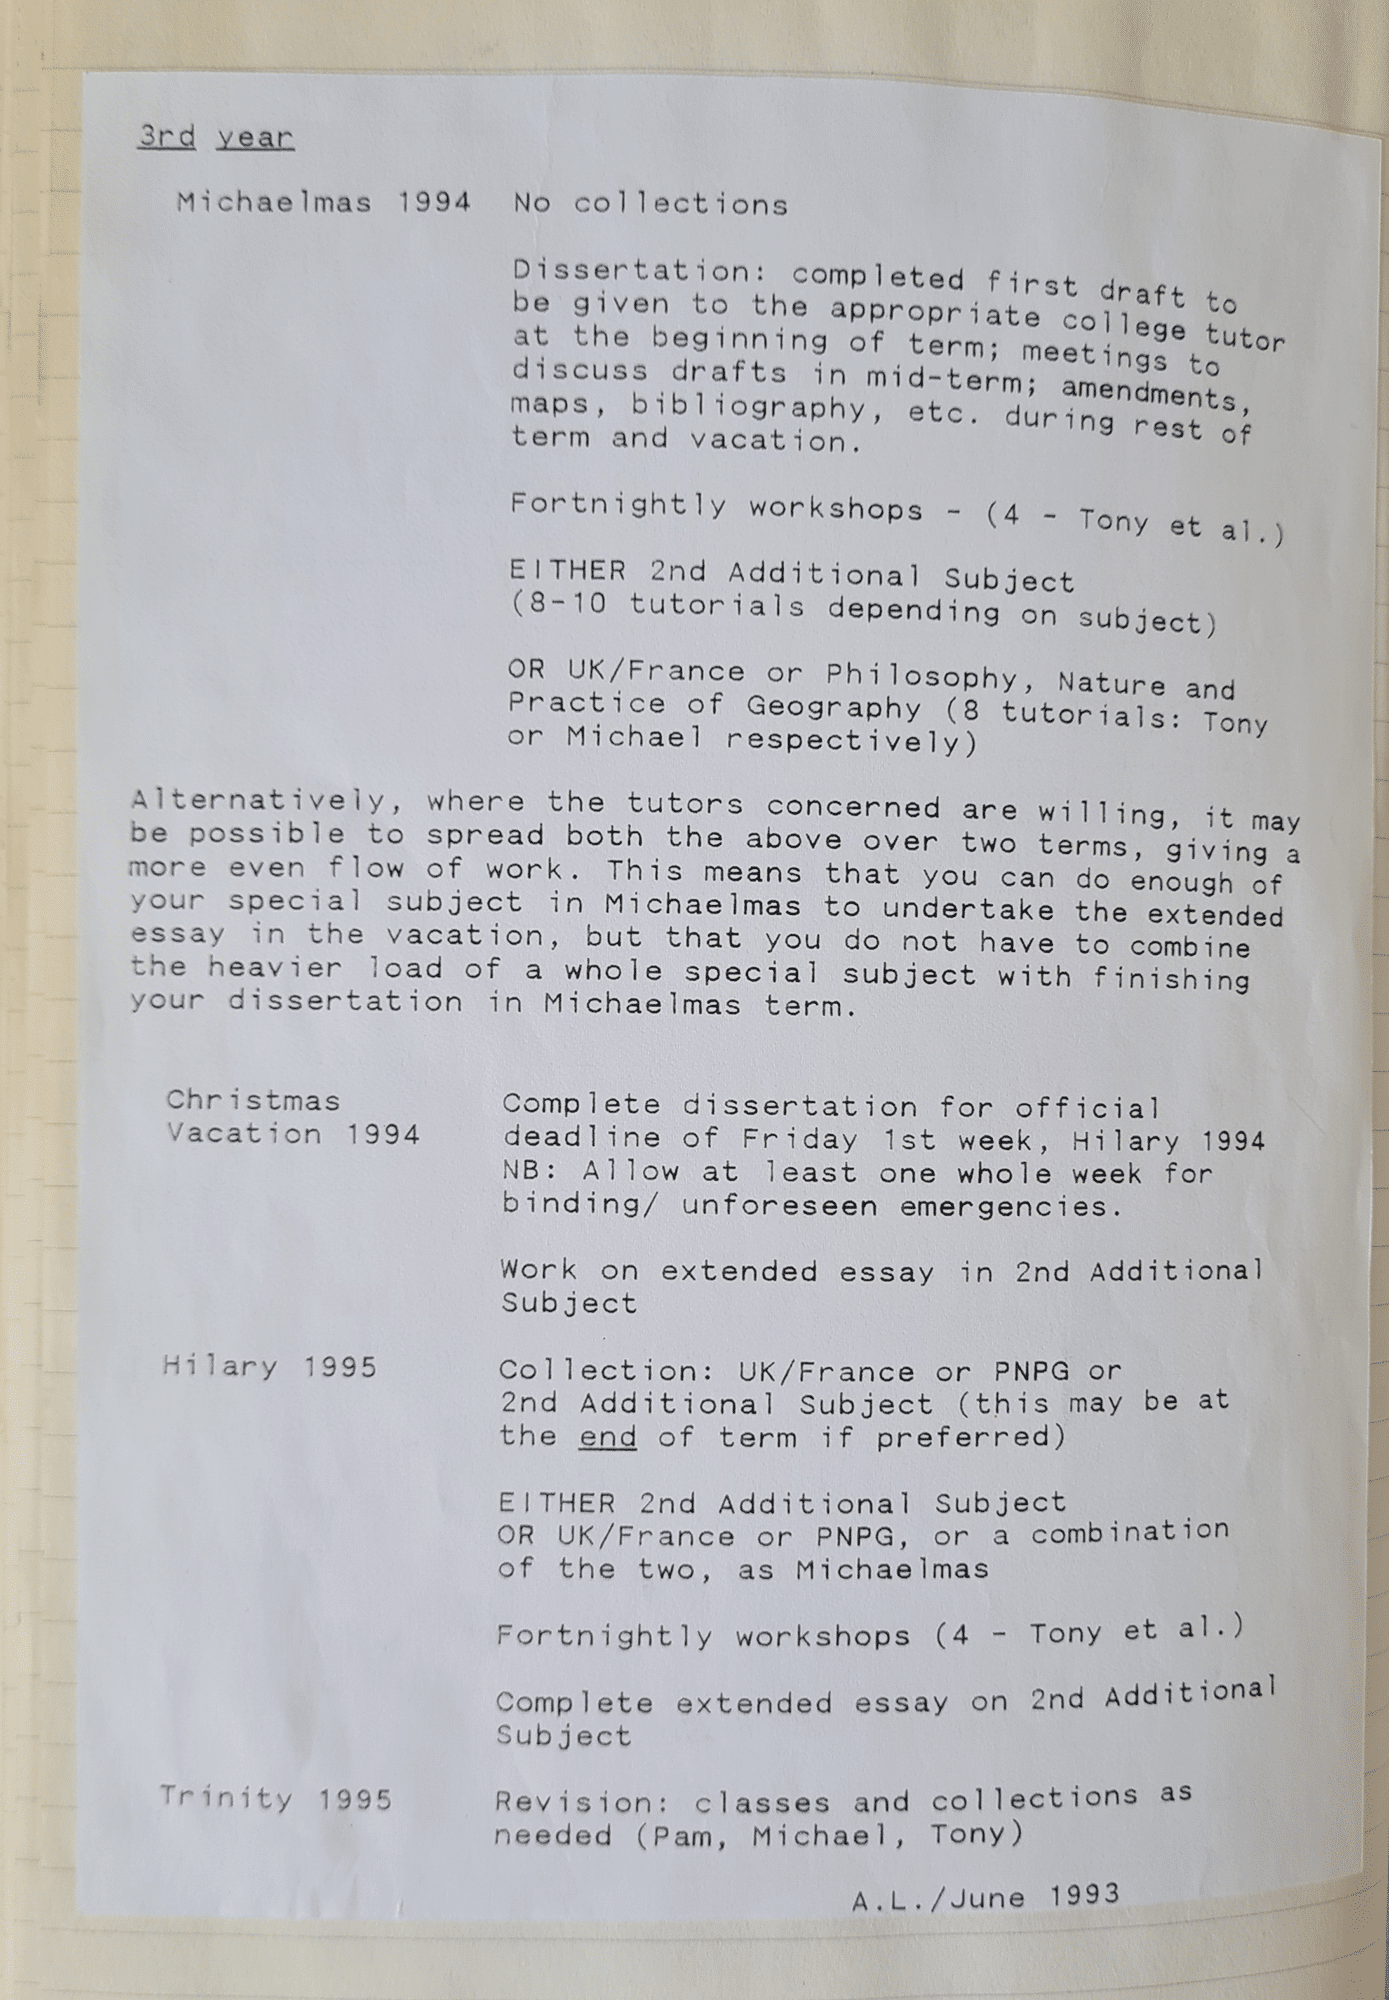 3rd year
Michaelmas 1994 No collections
Dissertation: completed first draft to
be given to the appropriate college tutor
at the beginning of term; meetings to
discuss drafts in mid-term; amendments,
maps, bibliography, etc. during rest of
term and vacation.
Fortnightly workshops - (4 - Tony et al.)
EITHER 2nd Additional Subject
(8-10 tutorials depending on subject)
OR UK/France or Philosophy, Nature and
Practice of Geography (8 tutorials: Tony
or Michael respectively)
Alternatively, where the tutors concerned are willing, it may
be possible to spread both the above over two terms, giving a
more even flow of work. This means that you can do enough of
your special subject in Michaelmas to undertake the extended
essay in the vacation, but that you do not have to combine
the heavier load of a whole special subject with finishing
your dissertation in Michaelmas term.
Christmas Complete dissertation for official
Vacation 1994 deadline of Friday 1st week, Hilary 1994
NB: Allow at least one whole week for
binding/ unforeseen emergencies.
Work on extended essay in 2nd Additional
Subject
Hilary 1995 Collection: UK/France or PNPG or
2nd Additional Subject (this may be at
the end of term if preferred)
EITHER 2nd Additional Subject
OR UK/France or PNPG, or a combination
of the two, as Michaelmas
Fortnightly workshops (4 - Tony et al.)
Complete extended essay on 2nd Additional
Subject
Trinity 1995 Revision: classes and collections as
needed (Pam, Michael, Tony)
A.L./June 1993